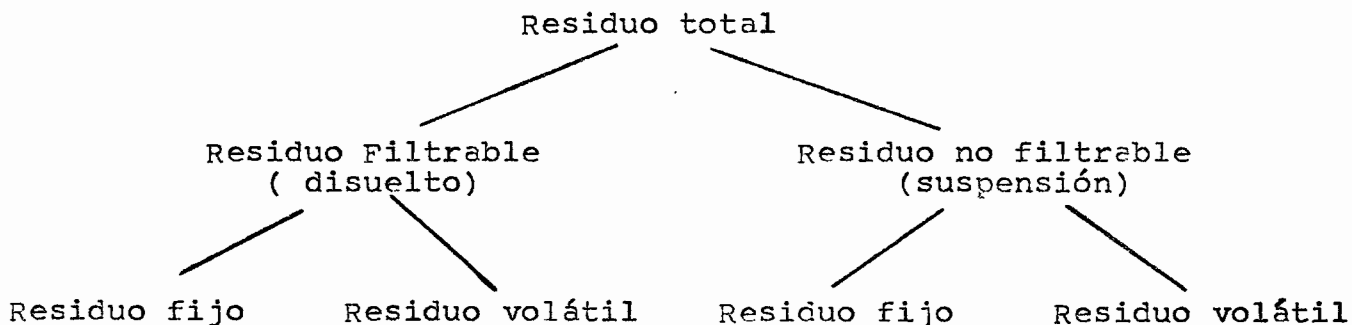 Residuo total
Residuo Filtrable
( disuelto)
Residuo no filtrable
(suspensión)
Residuo fijo
Residuo volátil
Residuo fijo
Residuo volátil